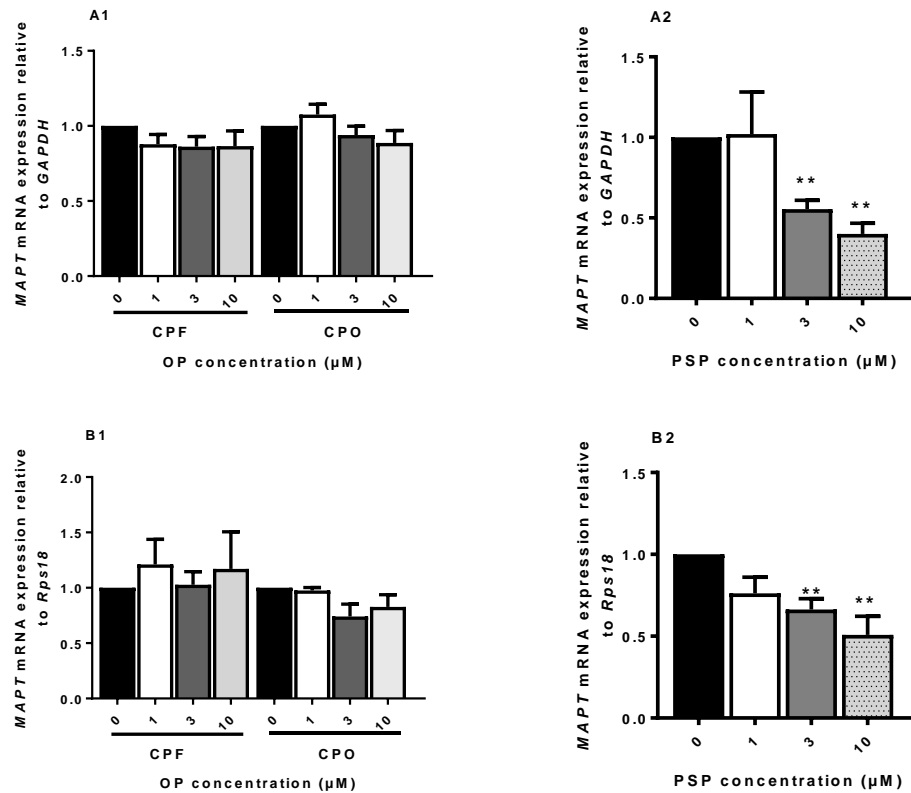 A1
MAPT mRNA expression relative
to GAPDH
1.5
1.0
0.5
0.0
0 1 3 10 0 1 3 10
CPF CPO
OP concentration (µM)
A2
MAPT mRNA expression relative
to GAPDH
1.5
1.0
0.5
0.0
** **
0 1 3 10
PSP concentration (µM)
B1
MAPT mRNA expression relative
to Rps18
2.0
1.5
1.0
0.5
0.0
0 1 3 10 0 1 3 10
CPF CPO
OP concentration (µM)
B2
MAPT mRNA expression relative
to Rps18
1.5
1.0
0.5
0.0
** **
0 1 3 10
PSP concentration (µM)